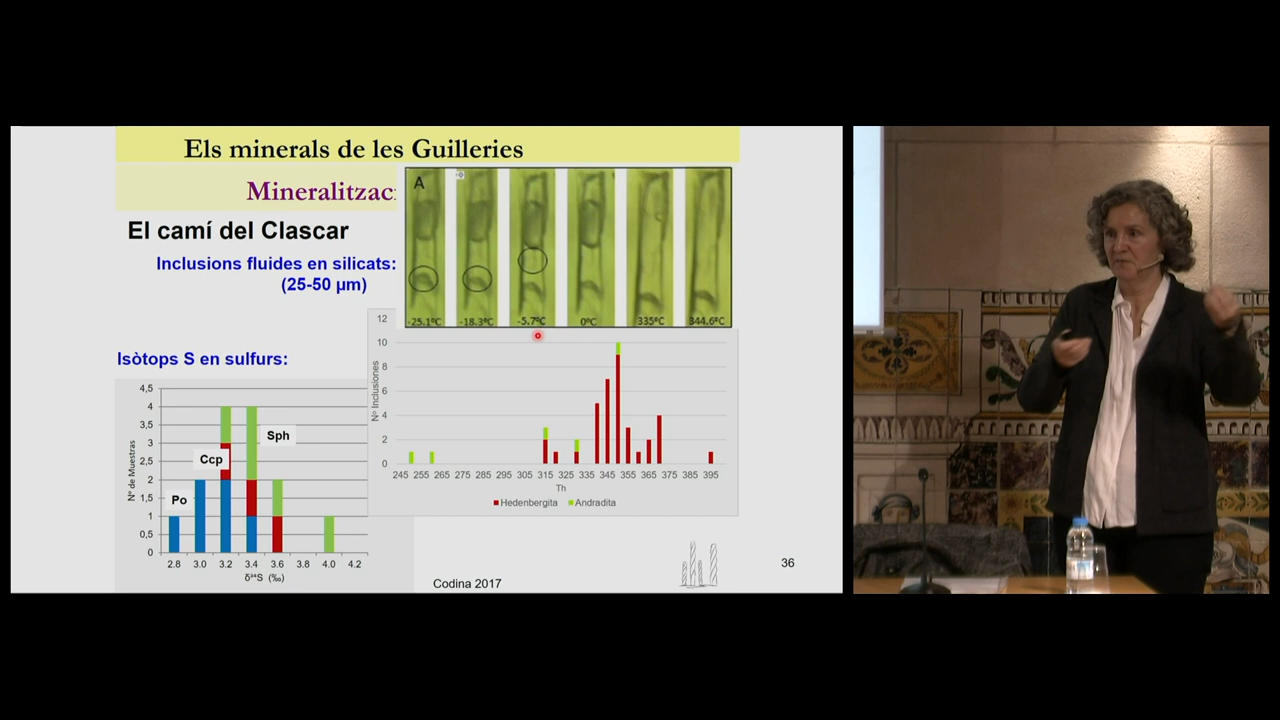 Els minerals de les Guilleries
Mineralitzaci
El camí del Clascar
Inclusions fluides en silicats:
(25-50 µm)
A
-25.1ºC -18.3ºC -5.7ºC 0ºC 335ºC 344.6ºC
Isòtops S en sulfurs:
4,5
4
3,5
3
2,5
2
1,5
1
0,5
0
Nº de Muestras
Po
Ccp
Sph
2.8 3.0 3.2 3.4 3.6 3.8 4.0 4.2
δ³⁴S (‰)
12
10
8
6
4
2
0
Nº Inclusiones
245 255 265 275 285 295 305 315 325 335 345 355 365 375 385 395
Th
Hedenbergita Andradita
Codina 2017
36